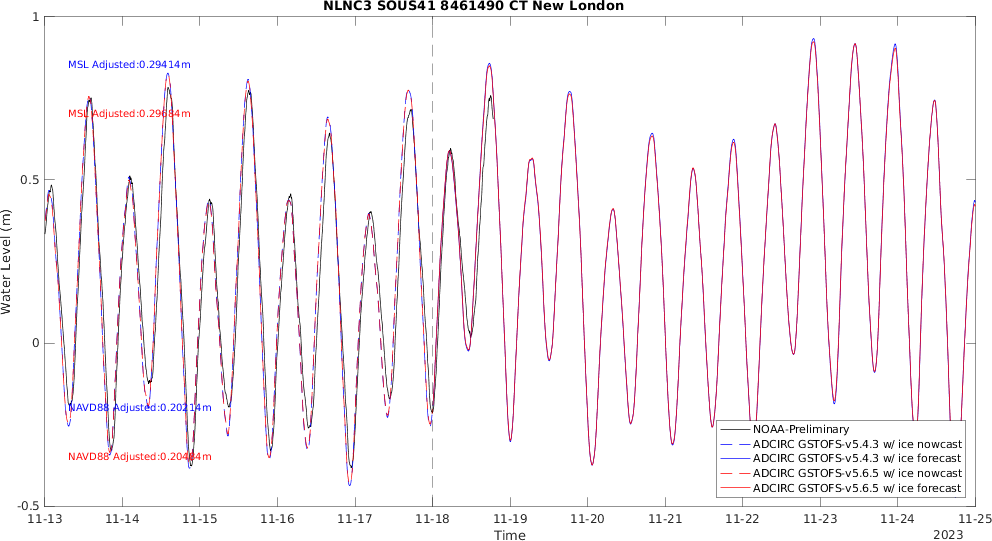 NLNC3 SOUS41 8461490 CT New London
1
0.5
0
-0.5
Water Level (m)
MSL Adjusted:0.29414m
MSL Adjusted:0.29684m
NAVD88 Adjusted:0.20214m
NAVD88 Adjusted:0.20484m
NOAA-Preliminary
ADCIRC GSTOFS-v5.4.3 w/ ice nowcast
ADCIRC GSTOFS-v5.4.3 w/ ice forecast
ADCIRC GSTOFS-v5.6.5 w/ ice nowcast
ADCIRC GSTOFS-v5.6.5 w/ ice forecast
11-13 11-14 11-15 11-16 11-17 11-18 11-19 11-20 11-21 11-22 11-23 11-24 11-25
Time
2023